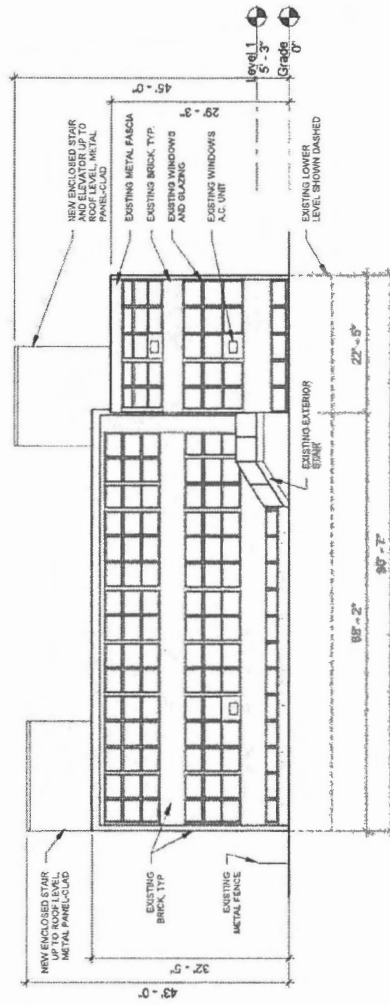 NEW ENCLOSED STAIR
AND ELEVATOR UP TO
ROOF LEVEL, METAL
PANEL-CLAD
EXISTING METAL FASCIA
EXISTING BRICK, TYP.
EXISTING WINDOWS
AND GLAZING
EXISTING WINDOWS
A.C. UNIT
45' - 0"
29' - 3"
Level 1
5' - 3"
Grade
0"
EXISTING LOWER
LEVEL SHOWN DASHED
NEW ENCLOSED STAIR
UP TO ROOF LEVEL,
METAL PANEL-CLAD
EXISTING
BRICK, TYP
EXISTING
METAL FENCE
43' - 0"
32' - 5"
EXISTING EXTERIOR
STAIR
68' - 2"
22' - 5"
90' - 7"